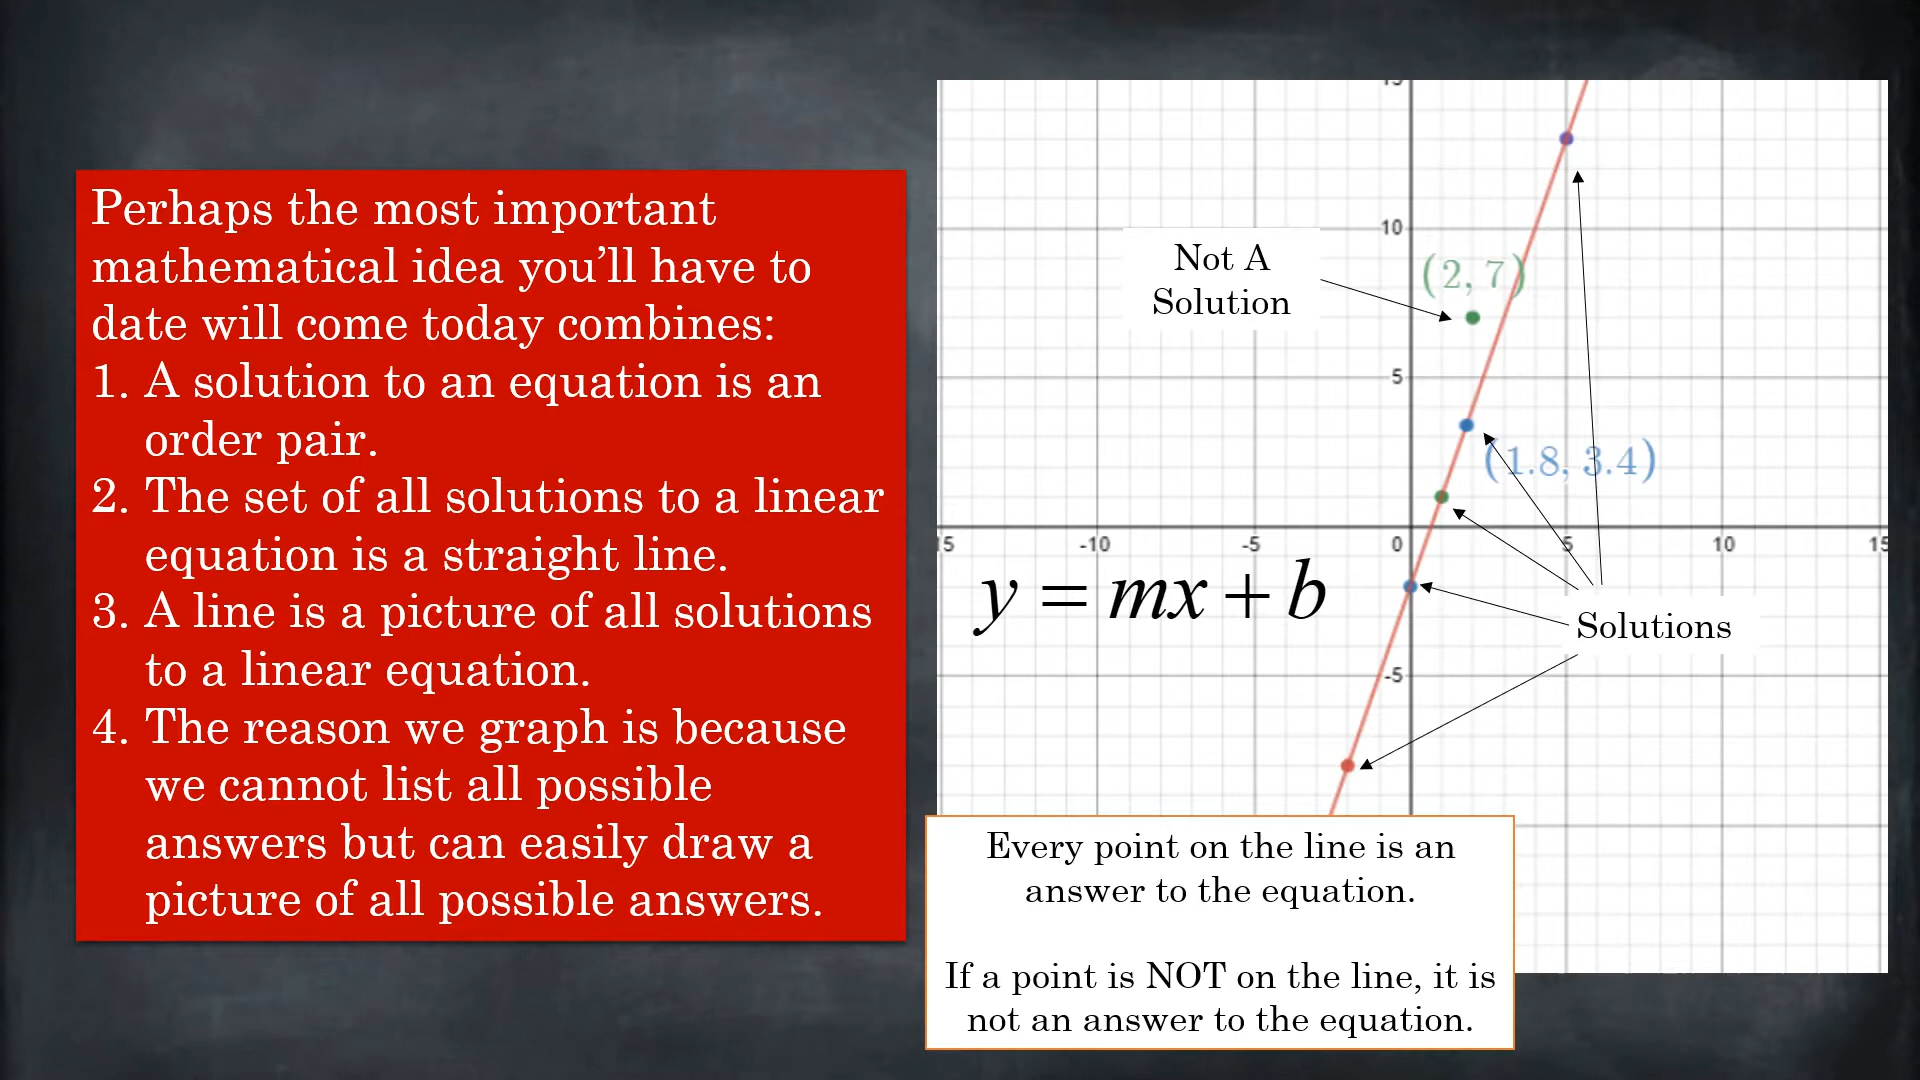 Perhaps the most important
mathematical idea you’ll have to
date will come today combines:
1. A solution to an equation is an
order pair.
2. The set of all solutions to a linear
equation is a straight line.
3. A line is a picture of all solutions
to a linear equation.
4. The reason we graph is because
we cannot list all possible
answers but can easily draw a
picture of all possible answers.
10
Not A
Solution
(2, 7)
5
(1.8, 3.4)
-10 -5 0 5 10
y = mx + b
Solutions
-5
Every point on the line is an
answer to the equation.
If a point is NOT on the line, it is
not an answer to the equation.